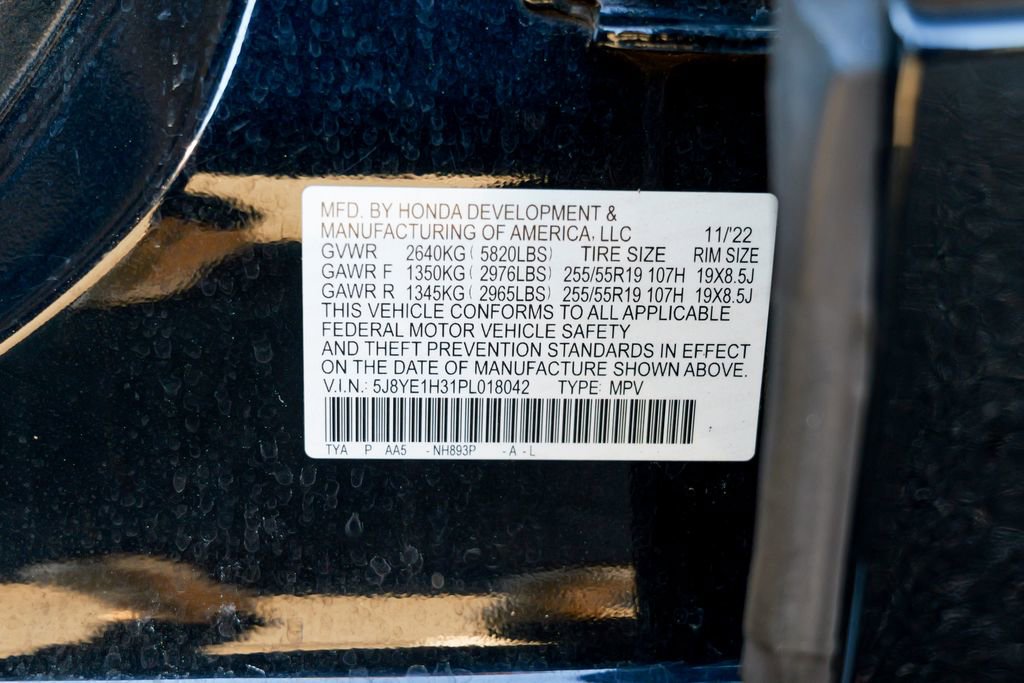 MFD. BY HONDA DEVELOPMENT &
MANUFACTURING OF AMERICA, LLC 11/'22
GVWR 2640KG ( 5820LBS) TIRE SIZE RIM SIZE
GAWR F 1350KG ( 2976LBS) 255/55R19 107H 19X8.5J
GAWR R 1345KG ( 2965LBS) 255/55R19 107H 19X8.5J
THIS VEHICLE CONFORMS TO ALL APPLICABLE
FEDERAL MOTOR VEHICLE SAFETY
AND THEFT PREVENTION STANDARDS IN EFFECT
ON THE DATE OF MANUFACTURE SHOWN ABOVE.
V.I.N.: 5J8YE1H31PL018042 TYPE: MPV
TYA P AA5 -NH893P -A -L